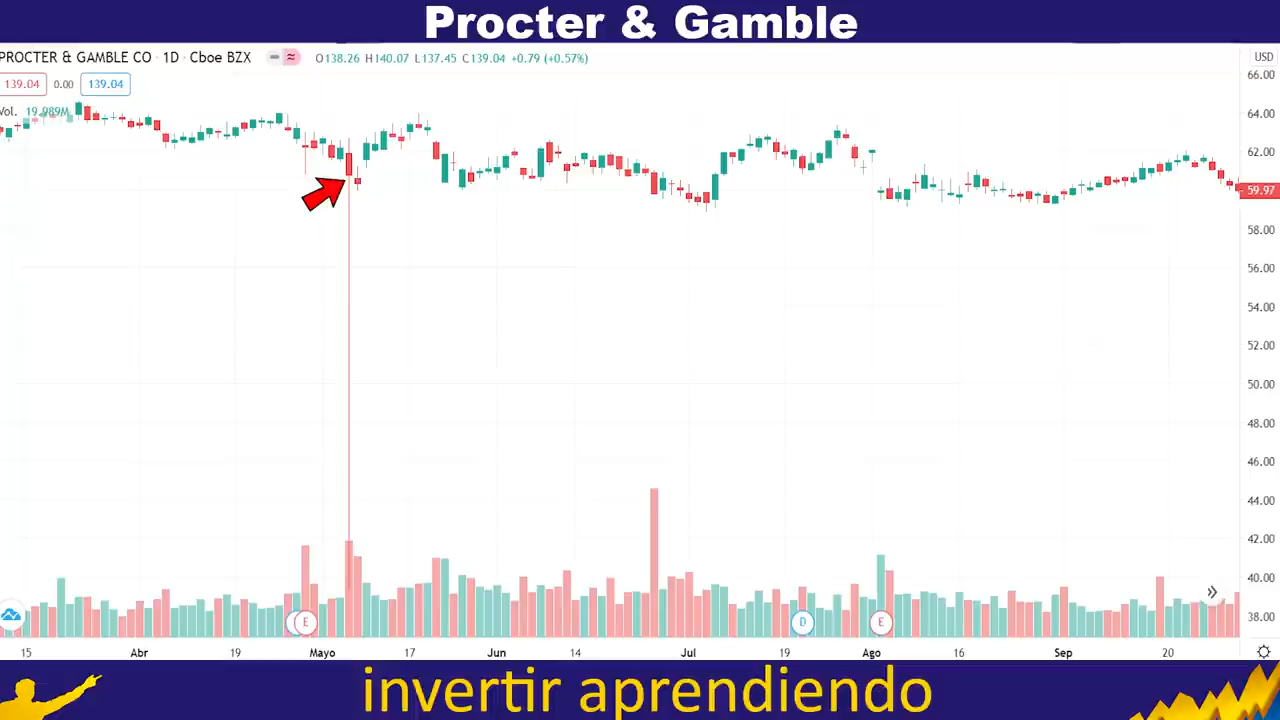 Procter & Gamble
PROCTER & GAMBLE CO · 1D · Cboe BZX
O138.26 H140.07 L137.45 C139.04 +0.79 (+0.57%)
USD
139.04 0.00 139.04
Vol. 19.989M
66.00
64.00
62.00
59.97
58.00
56.00
54.00
52.00
50.00
48.00
46.00
44.00
42.00
40.00
38.00
E
D
E
15 Abr 19 Mayo 17 Jun 14 Jul 19 Ago 16 Sep 20
invertir aprendiendo